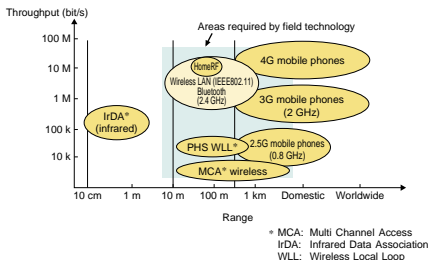 Throughput (bit/s)
Areas required by field technology
100 M
10 M
1 M
100 k
10 k
HomeRF
Wireless LAN (IEEE802.11)
Bluetooth
(2.4 GHz)
4G mobile phones
3G mobile phones
(2 GHz)
IrDA*
(infrared)
PHS WLL*
2.5G mobile phones
(0.8 GHz)
MCA* wireless
10 cm
1 m
10 m
100 m
1 km
Domestic
Worldwide
Range
* MCA: Multi Channel Access
IrDA: Infrared Data Association
WLL: Wireless Local Loop